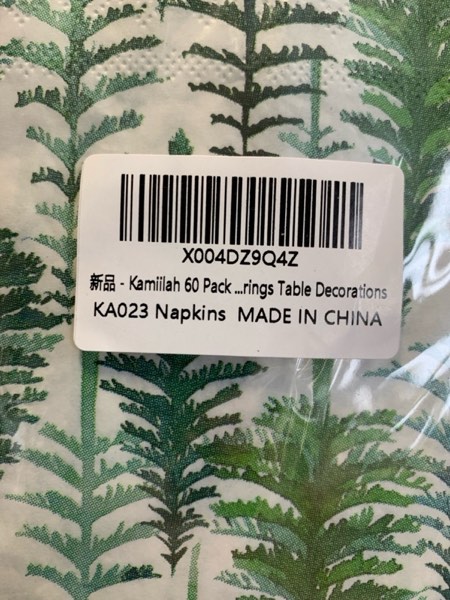 X004DZ9Q4Z
新品 - Kamiilah 60 Pack ...rings Table Decorations
KA023 Napkins MADE IN CHINA